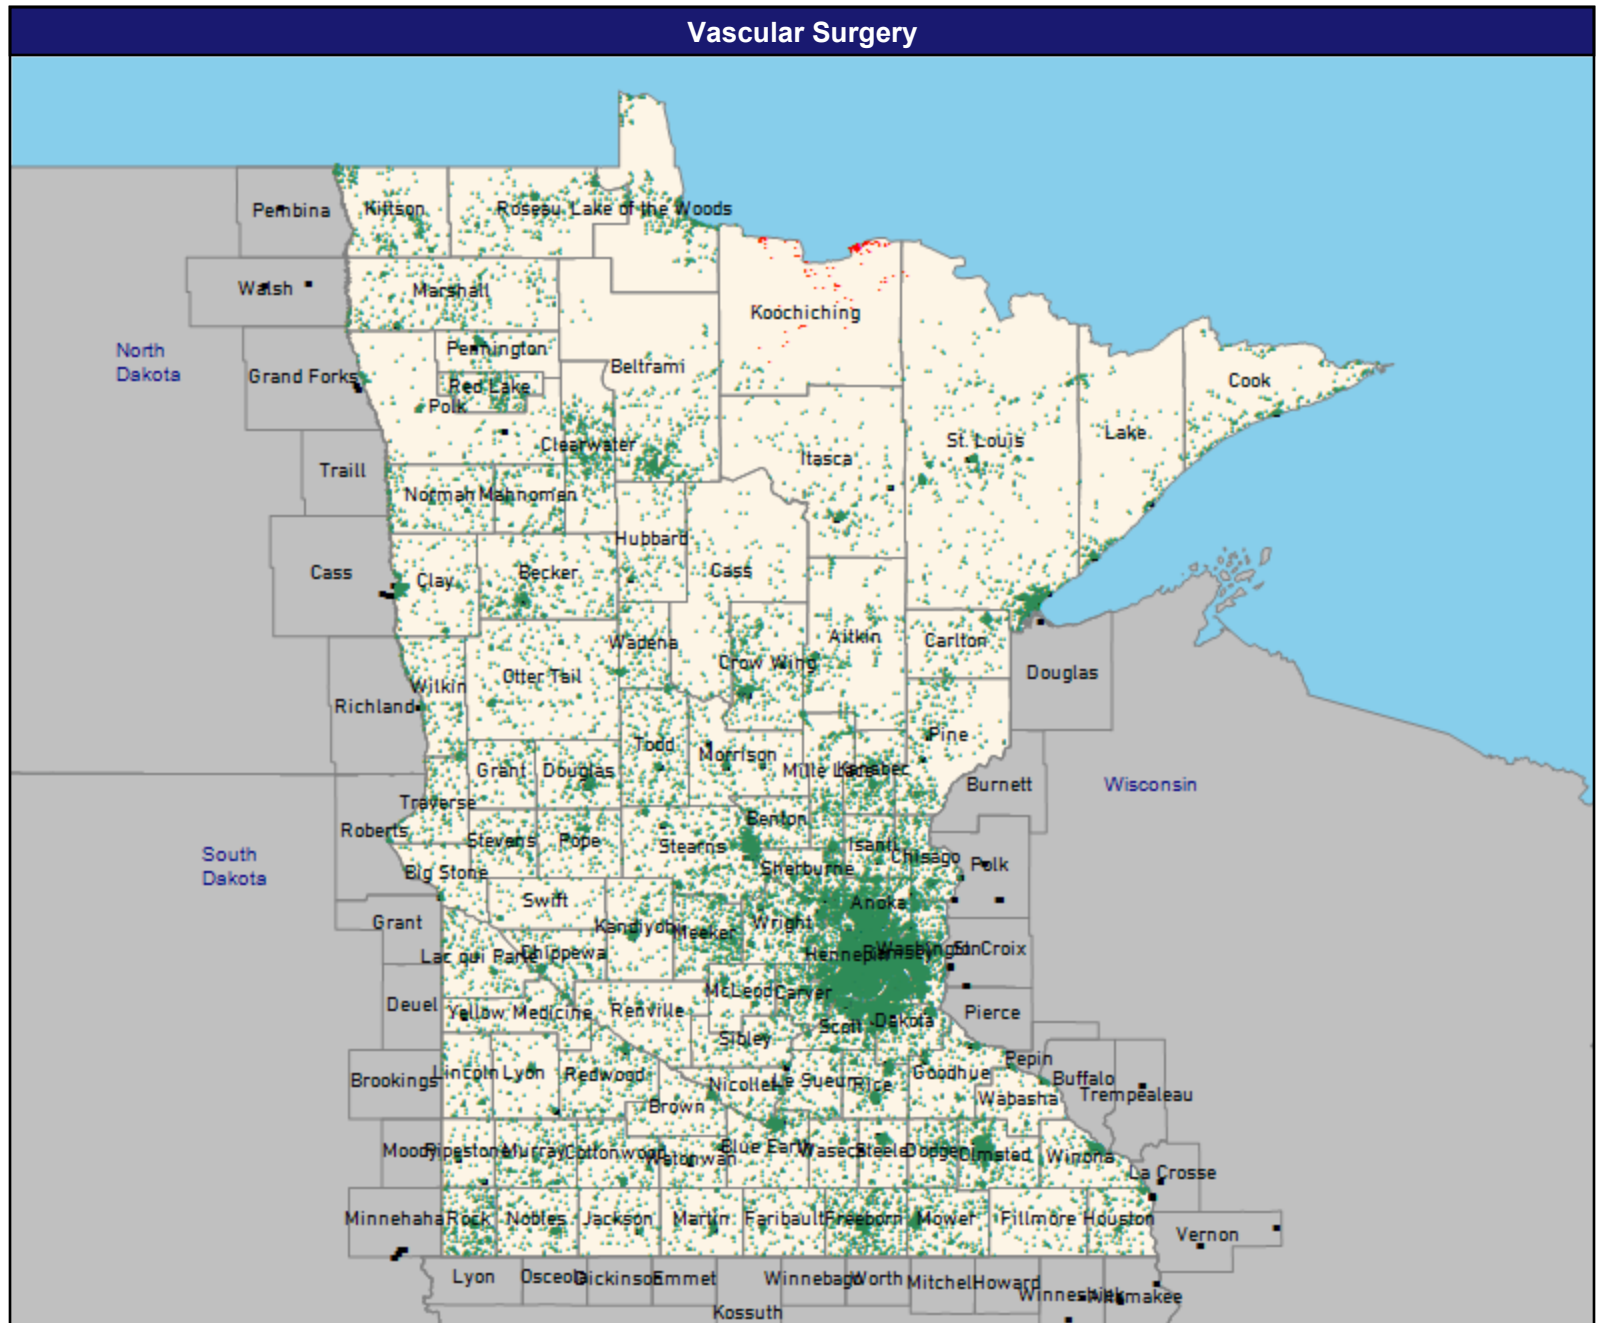 Vascular Surgery
Pembina
Kittson
Roseau
Lake of the Woods
Walsh
Marshall
Koochiching
North
Dakota
Pennington
Grand Forks
Red Lake
Beltrami
Cook
Polk
Clearwater
St. Louis
Lake
Traill
Itasca
Norman
Mahnomen
Hubbard
Cass
Clay
Becker
Cass
Wadena
Aitkin
Carlton
Crow Wing
Otter Tail
Douglas
Wilkin
Richland
Todd
Morrison
Pine
Grant
Douglas
Mille Lacs
Kanabec
Burnett
Wisconsin
Traverse
Roberts
Stevens
Pope
Stearns
Benton
Isanti
Chisago
Polk
South
Dakota
Big Stone
Sherburne
Swift
Anoka
Grant
Kandiyohi
Meeker
Wright
Lac qui Parle
Chippewa
Hennepin
Ramsey
Washington
St. Croix
McLeod
Carver
Deuel
Yellow Medicine
Renville
Scott
Dakota
Pierce
Sibley
Pepin
Brookings
Lincoln
Lyon
Redwood
Nicollet
Le Sueur
Rice
Goodhue
Buffalo
Trempealeau
Wabasha
Brown
Moody
Pipestone
Murray
Cottonwood
Watonwan
Blue Earth
Waseca
Steele
Dodge
Olmsted
Winona
La Crosse
Minnehaha
Rock
Nobles
Jackson
Martin
Faribault
Freeborn
Mower
Fillmore
Houston
Vernon
Lyon
Osceola
Dickinson
Emmet
Winnebago
Worth
Mitchel
Howard
Winneshiek
Allamakee
Kossuth